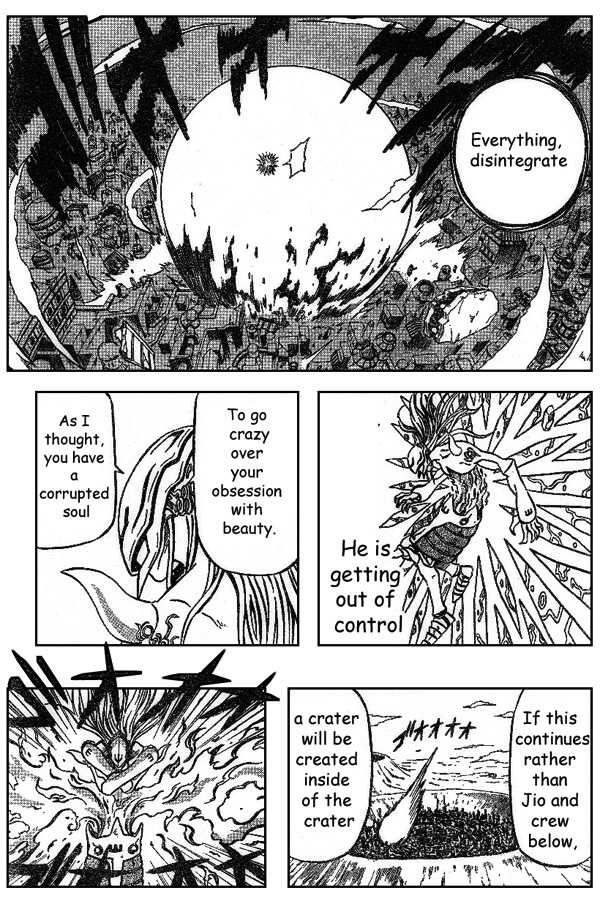 Everything,
disintegrate
He is
getting
out of
control
To go
crazy
over
your
obsession
with
beauty.
As I
thought,
you have
a
corrupted
soul
If this
continues
rather
than
Jio and
crew
below,
a crater
will be
created
inside
of the
crater